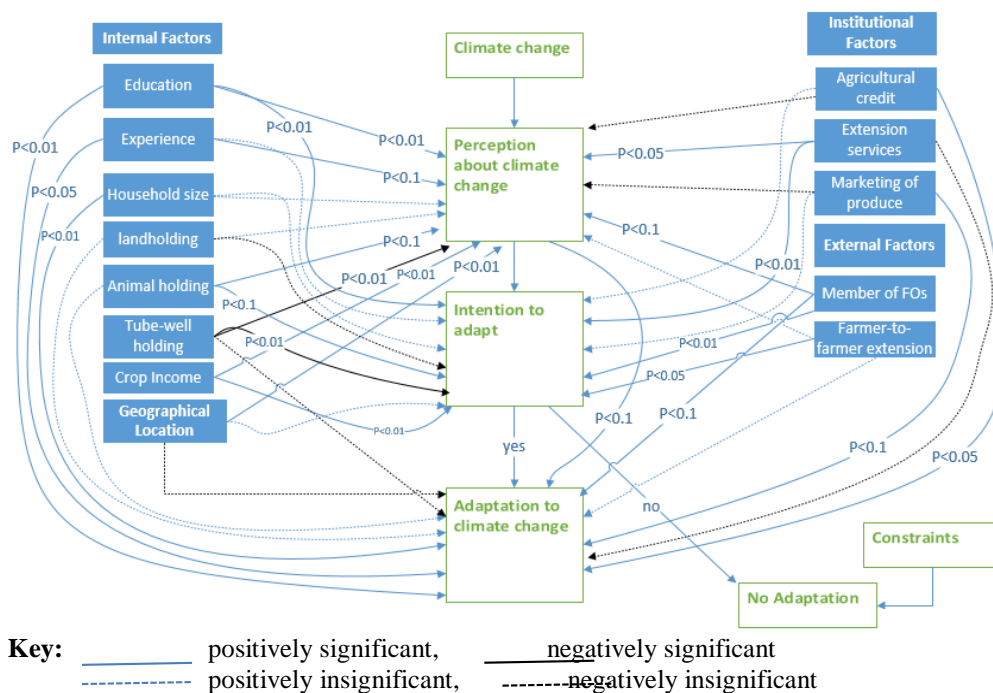 Internal Factors
Education
Experience
Household size
landholding
Animal holding
Tube-well
holding
Crop Income
Geographical
Location
P<0.01
P<0.05
P<0.01
P<0.01
P<0.01
P<0.1
P<0.1
P<0.01
P<0.01
P<0.01
P<0.1
P<0.01
P<0.01
Climate change
Perception about climate
change
Intention to
adapt
yes
Adaptation to
climate change
no
No Adaptation
Constraints
Institutional
Factors
Agricultural
credit
Extension
services
Marketing of
produce
External Factors
Member of FOs
Farmer-to-
farmer extension
P<0.05
P<0.1
P<0.01
P<0.01
P<0.05
P<0.1
P<0.1
P<0.1
P<0.05
Key: positively significant, negatively significant
positively insignificant, negatively insignificant